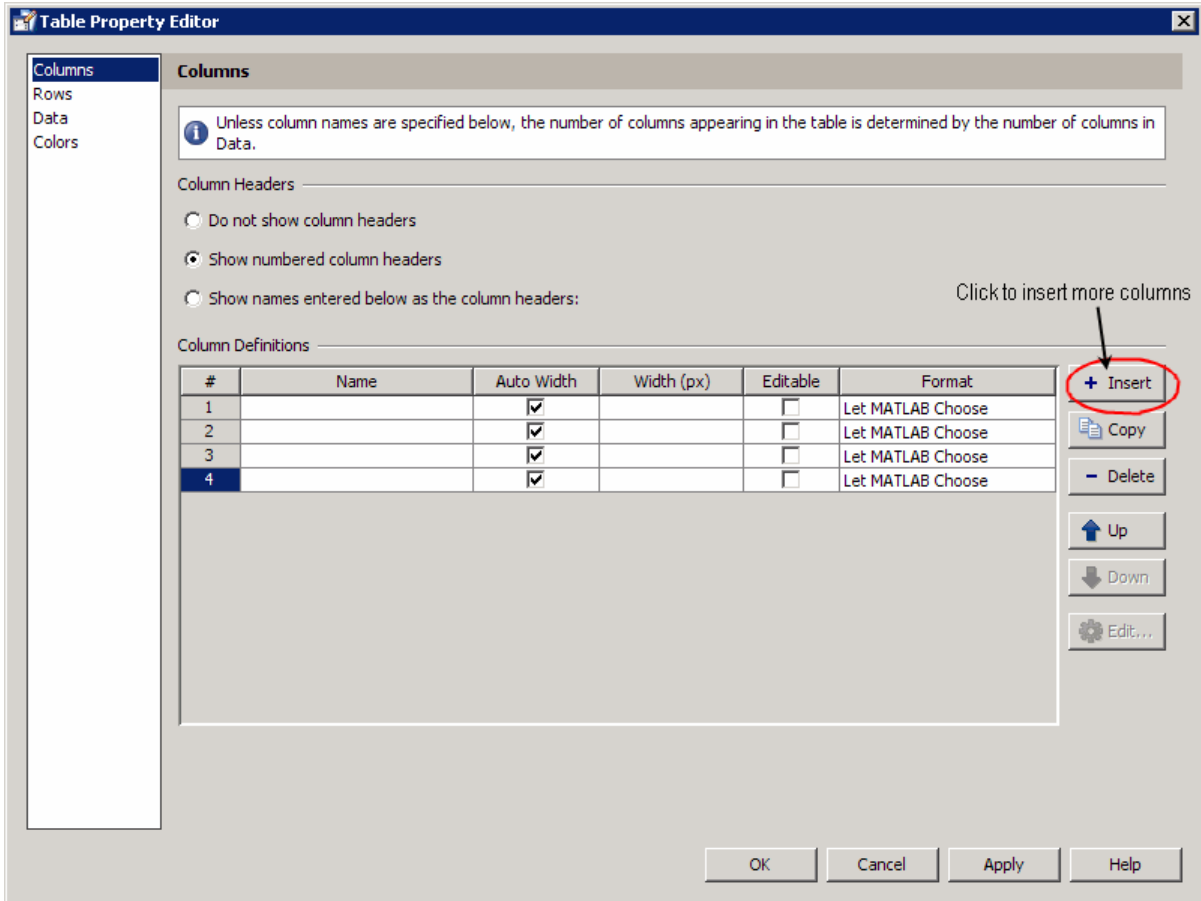 Table Property Editor
Columns
Rows
Data
Colors
Columns
Unless column names are specified below, the number of columns appearing in the table is determined by the number of columns in
Data.
Column Headers
Do not show column headers
Show numbered column headers
Show names entered below as the column headers:
Click to insert more columns
Column Definitions
# Name Auto Width Width (px) Editable Format
1 Let MATLAB Choose
2 Let MATLAB Choose
3 Let MATLAB Choose
4 Let MATLAB Choose
+ Insert
Copy
- Delete
Up
Down
Edit...
OK Cancel Apply Help